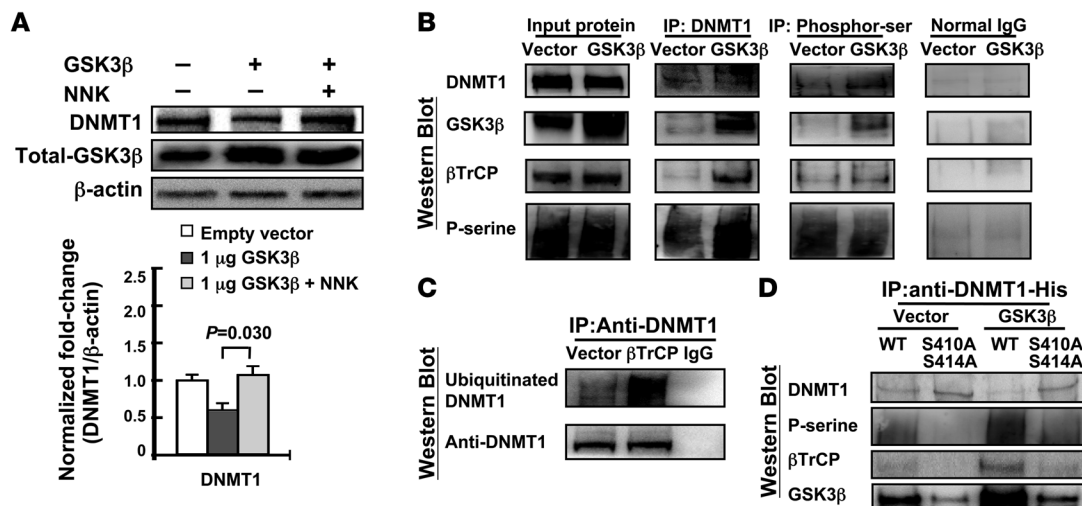 A
GSK3β – + +
NNK – – +
DNMT1
Total-GSK3β
β-actin
Empty vector
1 μg GSK3β
1 μg GSK3β + NNK
Normalized fold-change
(DNMT1/β-actin)
2.5
2.0
1.5
1.0
0.5
0
P=0.030
DNMT1
B
Input protein IP: DNMT1 IP: Phosphor-ser Normal IgG
Vector GSK3β Vector GSK3β Vector GSK3β Vector GSK3β
Western Blot
DNMT1
GSK3β
βTrCP
P-serine
C
IP:Anti-DNMT1
Vector βTrCP IgG
Western Blot
Ubiquitinated
DNMT1
Anti-DNMT1
D
IP:anti-DNMT1-His
Vector GSK3β
WT S410A WT S410A
S414A S414A
Western Blot
DNMT1
P-serine
βTrCP
GSK3β